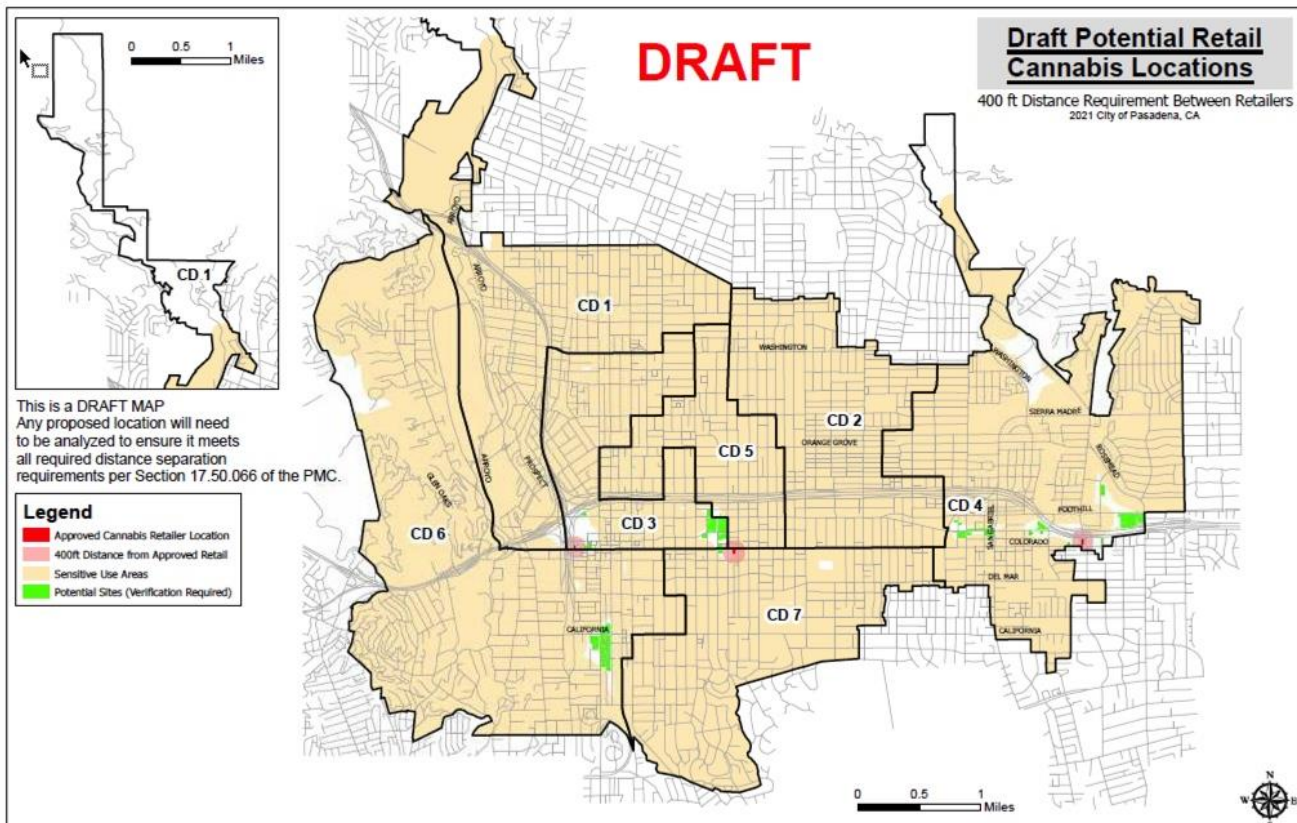 0 0.5 1
Miles
CD 1
DRAFT
Draft Potential Retail
Cannabis Locations
400 ft Distance Requirement Between Retailers
2021 City of Pasadena, CA
This is a DRAFT MAP
Any proposed location will need
to be analyzed to ensure it meets
all required distance separation
requirements per Section 17.50.066 of the PMC.
Legend
Approved Cannabis Retailer Location
400ft Distance from Approved Retail
Sensitive Use Areas
Potential Sites (Verification Required)
CD 1
WASHINGTON
WASHINGTON
SIERRA MADRE
CD 2
ORANGE GROVE
CD 5
ROSEMEAD
PROSPECT
ARROYO
GLEN OAKS
CD 4
FOOTHILL
SAN GABRIEL
CD 3
CD 6
COLORADO
DEL MAR
CD 7
CALIFORNIA
CALIFORNIA
0 0.5 1
Miles
N
W
E
S